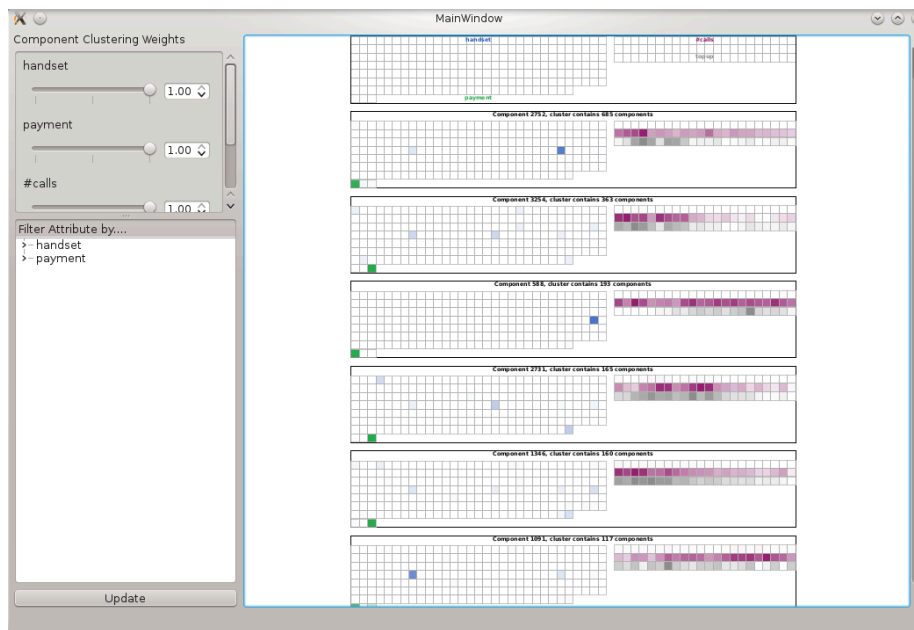 MainWindow
Component Clustering Weights
handset
1.00
payment
1.00
#calls
1.00
Filter Attribute by....
handset
payment
Update
handset
#calls
topup
payment
Component 2752, cluster contains 685 components
Component 3254, cluster contains 363 components
Component 588, cluster contains 193 components
Component 2731, cluster contains 165 components
Component 1346, cluster contains 160 components
Component 1091, cluster contains 117 components